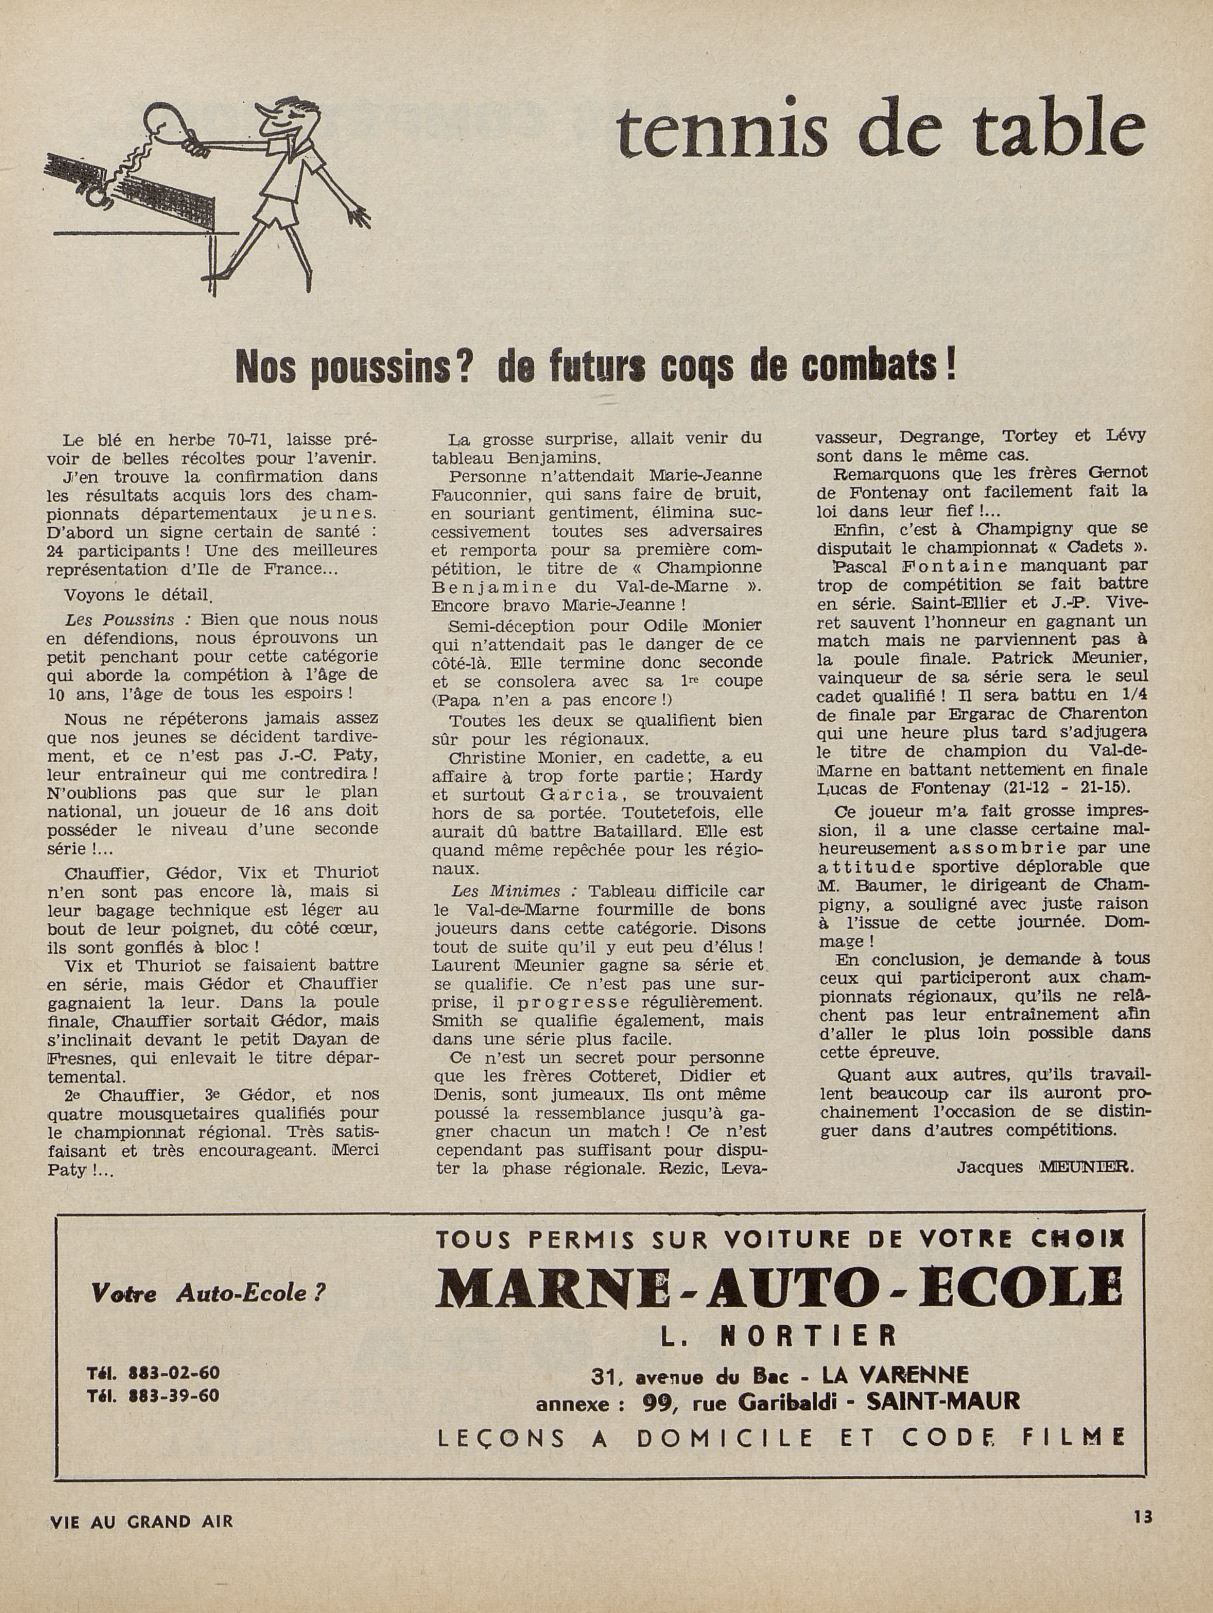 tennis de table
Nos poussins ? de futurs coqs de combats !
Le blé en herbe 70-71, laisse pré-
voir de belles récoltes pour l'avenir.
J'en trouve la confirmation dans
les résultats acquis lors des cham-
pionnats départementaux jeunes.
D'abord un signe certain de santé :
24 participants ! Une des meilleures
représentation d'Ile de France...
Voyons le détail.
Les Poussins : Bien que nous nous
en défendions, nous éprouvons un
petit penchant pour cette catégorie
qui aborde la compétion à l'âge de
10 ans, l'âge de tous les espoirs !
Nous ne répéterons jamais assez
que nos jeunes se décident tardive-
ment, et ce n'est pas J.-C. Paty,
leur entraîneur qui me contredira !
N'oublions pas que sur le plan
national, un joueur de 16 ans doit
posséder le niveau d'une seconde
série !...
Chauffier, Gédor, Vix et Thuriot
n'en sont pas encore là, mais si
leur bagage technique est léger au
bout de leur poignet, du côté cœur,
ils sont gonflés à bloc !
Vix et Thuriot se faisaient battre
en série, mais Gédor et Chauffier
gagnaient la leur. Dans la poule
finale, Chauffier sortait Gédor, mais
s'inclinait devant le petit Dayan de
Fresnes, qui enlevait le titre dépar-
temental.
2e Chauffier, 3e Gédor, et nos
quatre mousquetaires qualifiés pour
le championnat régional. Très satis-
faisant et très encourageant. Merci
Paty !...
La grosse surprise, allait venir du
tableau Benjamins.
Personne n'attendait Marie-Jeanne
Fauconnier, qui sans faire de bruit,
en souriant gentiment, élimina suc-
cessivement toutes ses adversaires
et remporta pour sa première com-
pétition, le titre de « Championne
Benjamine du Val-de-Marne ».
Encore bravo Marie-Jeanne !
Semi-déception pour Odile Monier
qui n'attendait pas le danger de ce
côté-là. Elle termine donc seconde
et se consolera avec sa 1re coupe
(Papa n'en a pas encore !)
Toutes les deux se qualifient bien
sûr pour les régionaux.
Christine Monier, en cadette, a eu
affaire à trop forte partie ; Hardy
et surtout Garcia, se trouvaient
hors de sa portée. Toutetefois, elle
aurait dû battre Bataillard. Elle est
quand même repêchée pour les régio-
naux.
Les Minimes : Tableau difficile car
le Val-de-Marne fourmille de bons
joueurs dans cette catégorie. Disons
tout de suite qu'il y eut peu d'élus !
Laurent Meunier gagne sa série et
se qualifie. Ce n'est pas une sur-
prise, il progresse régulièrement.
Smith se qualifie également, mais
dans une série plus facile.
Ce n'est un secret pour personne
que les frères Cotteret, Didier et
Denis, sont jumeaux. Ils ont même
poussé la ressemblance jusqu'à ga-
gner chacun un match ! Ce n'est
cependant pas suffisant pour dispu-
ter la phase régionale. Rezic, Leva-
vasseur, Degrange, Tortey et Lévy
sont dans le même cas.
Remarquons que les frères Gernot
de Fontenay ont facilement fait la
loi dans leur fief !...
Enfin, c'est à Champigny que se
disputait le championnat « Cadets ».
Pascal Fontaine manquant par
trop de compétition se fait battre
en série. Saint-Ellier et J.-P. Vive-
ret sauvent l'honneur en gagnant un
match mais ne parviennent pas à
la poule finale. Patrick Meunier,
vainqueur de sa série sera le seul
cadet qualifié ! Il sera battu en 1/4
de finale par Ergarac de Charenton
qui une heure plus tard s'adjugera
le titre de champion du Val-de-
Marne en battant nettement en finale
Lucas de Fontenay (21-12 - 21-15).
Ce joueur m'a fait grosse impres-
sion, il a une classe certaine mal-
heureusement assombrie par une
attitude sportive déplorable que
M. Baumer, le dirigeant de Cham-
pigny, a souligné avec juste raison
à l'issue de cette journée. Dom-
mage !
En conclusion, je demande à tous
ceux qui participeront aux cham-
pionnats régionaux, qu'ils ne relâ-
chent pas leur entraînement afin
d'aller le plus loin possible dans
cette épreuve.
Quant aux autres, qu'ils travail-
lent beaucoup car ils auront pro-
chainement l'occasion de se distin-
guer dans d'autres compétitions.
Jacques MEUNIER.
TOUS PERMIS SUR VOITURE DE VOTRE CHOIX
Votre Auto-Ecole ?
MARNE - AUTO - ECOLE
L. NORTIER
Tél. 883-02-60
Tél. 883-39-60
31, avenue du Bac - LA VARENNE
annexe : 99, rue Garibaldi - SAINT-MAUR
LEÇONS A DOMICILE ET CODE FILME
VIE AU GRAND AIR
13